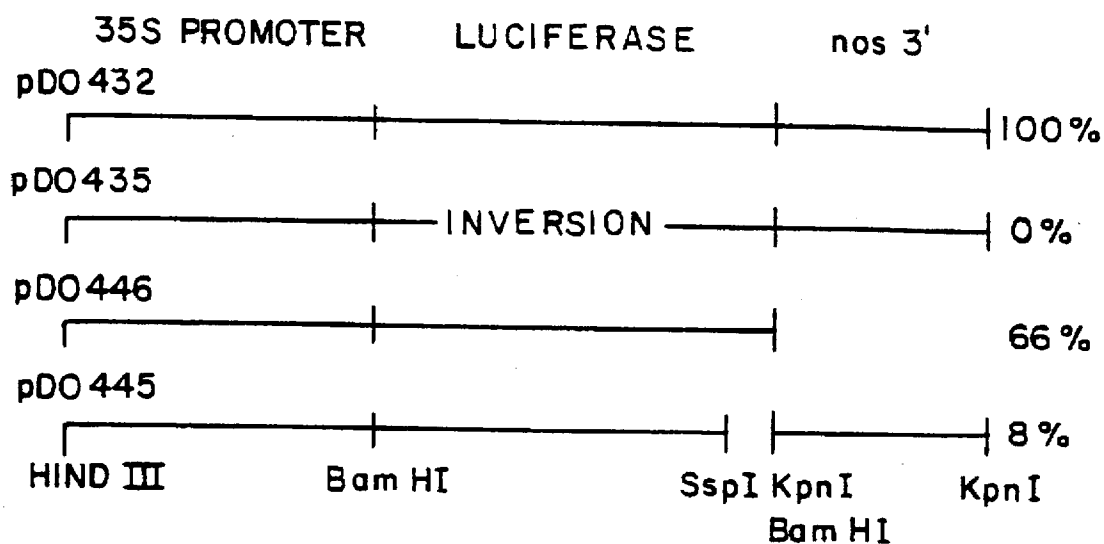 35S PROMOTER LUCIFERASE nos 3'
pDO432
100%
pDO435
INVERSION
0%
pDO446
66%
pDO445
8%
HIND III Bam HI SspI KpnI KpnI
Bam HI